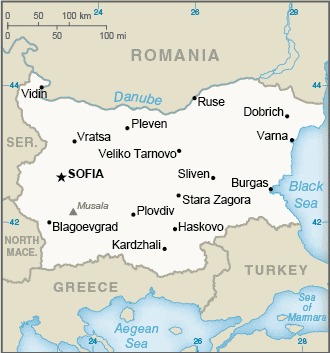 0 50 100 km
0 50 100 mi
24
26
28
ROMANIA
44
44
Vidin
Danube
Ruse
Dobrich
Pleven
Varna
SER.
Vratsa
Veliko Tarnovo
SOFIA
Sliven
Burgas
Black
Sea
Stara Zagora
Musala
Plovdiv
42
42
Blagoevgrad
Haskovo
NORTH
MACE.
Kardzhali
TURKEY
GREECE
Sea
of
Marmara
Aegean
Sea
24
26
28